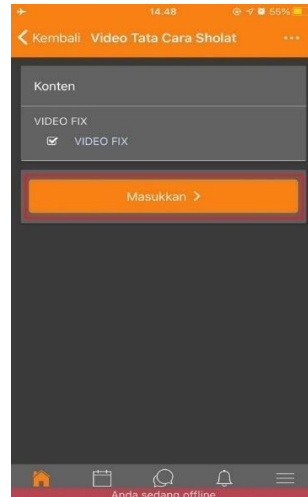 14.48
55%
Kembali Video Tata Cara Sholat
Konten
VIDEO FIX
VIDEO FIX
Masukkan
Anda sedang offline